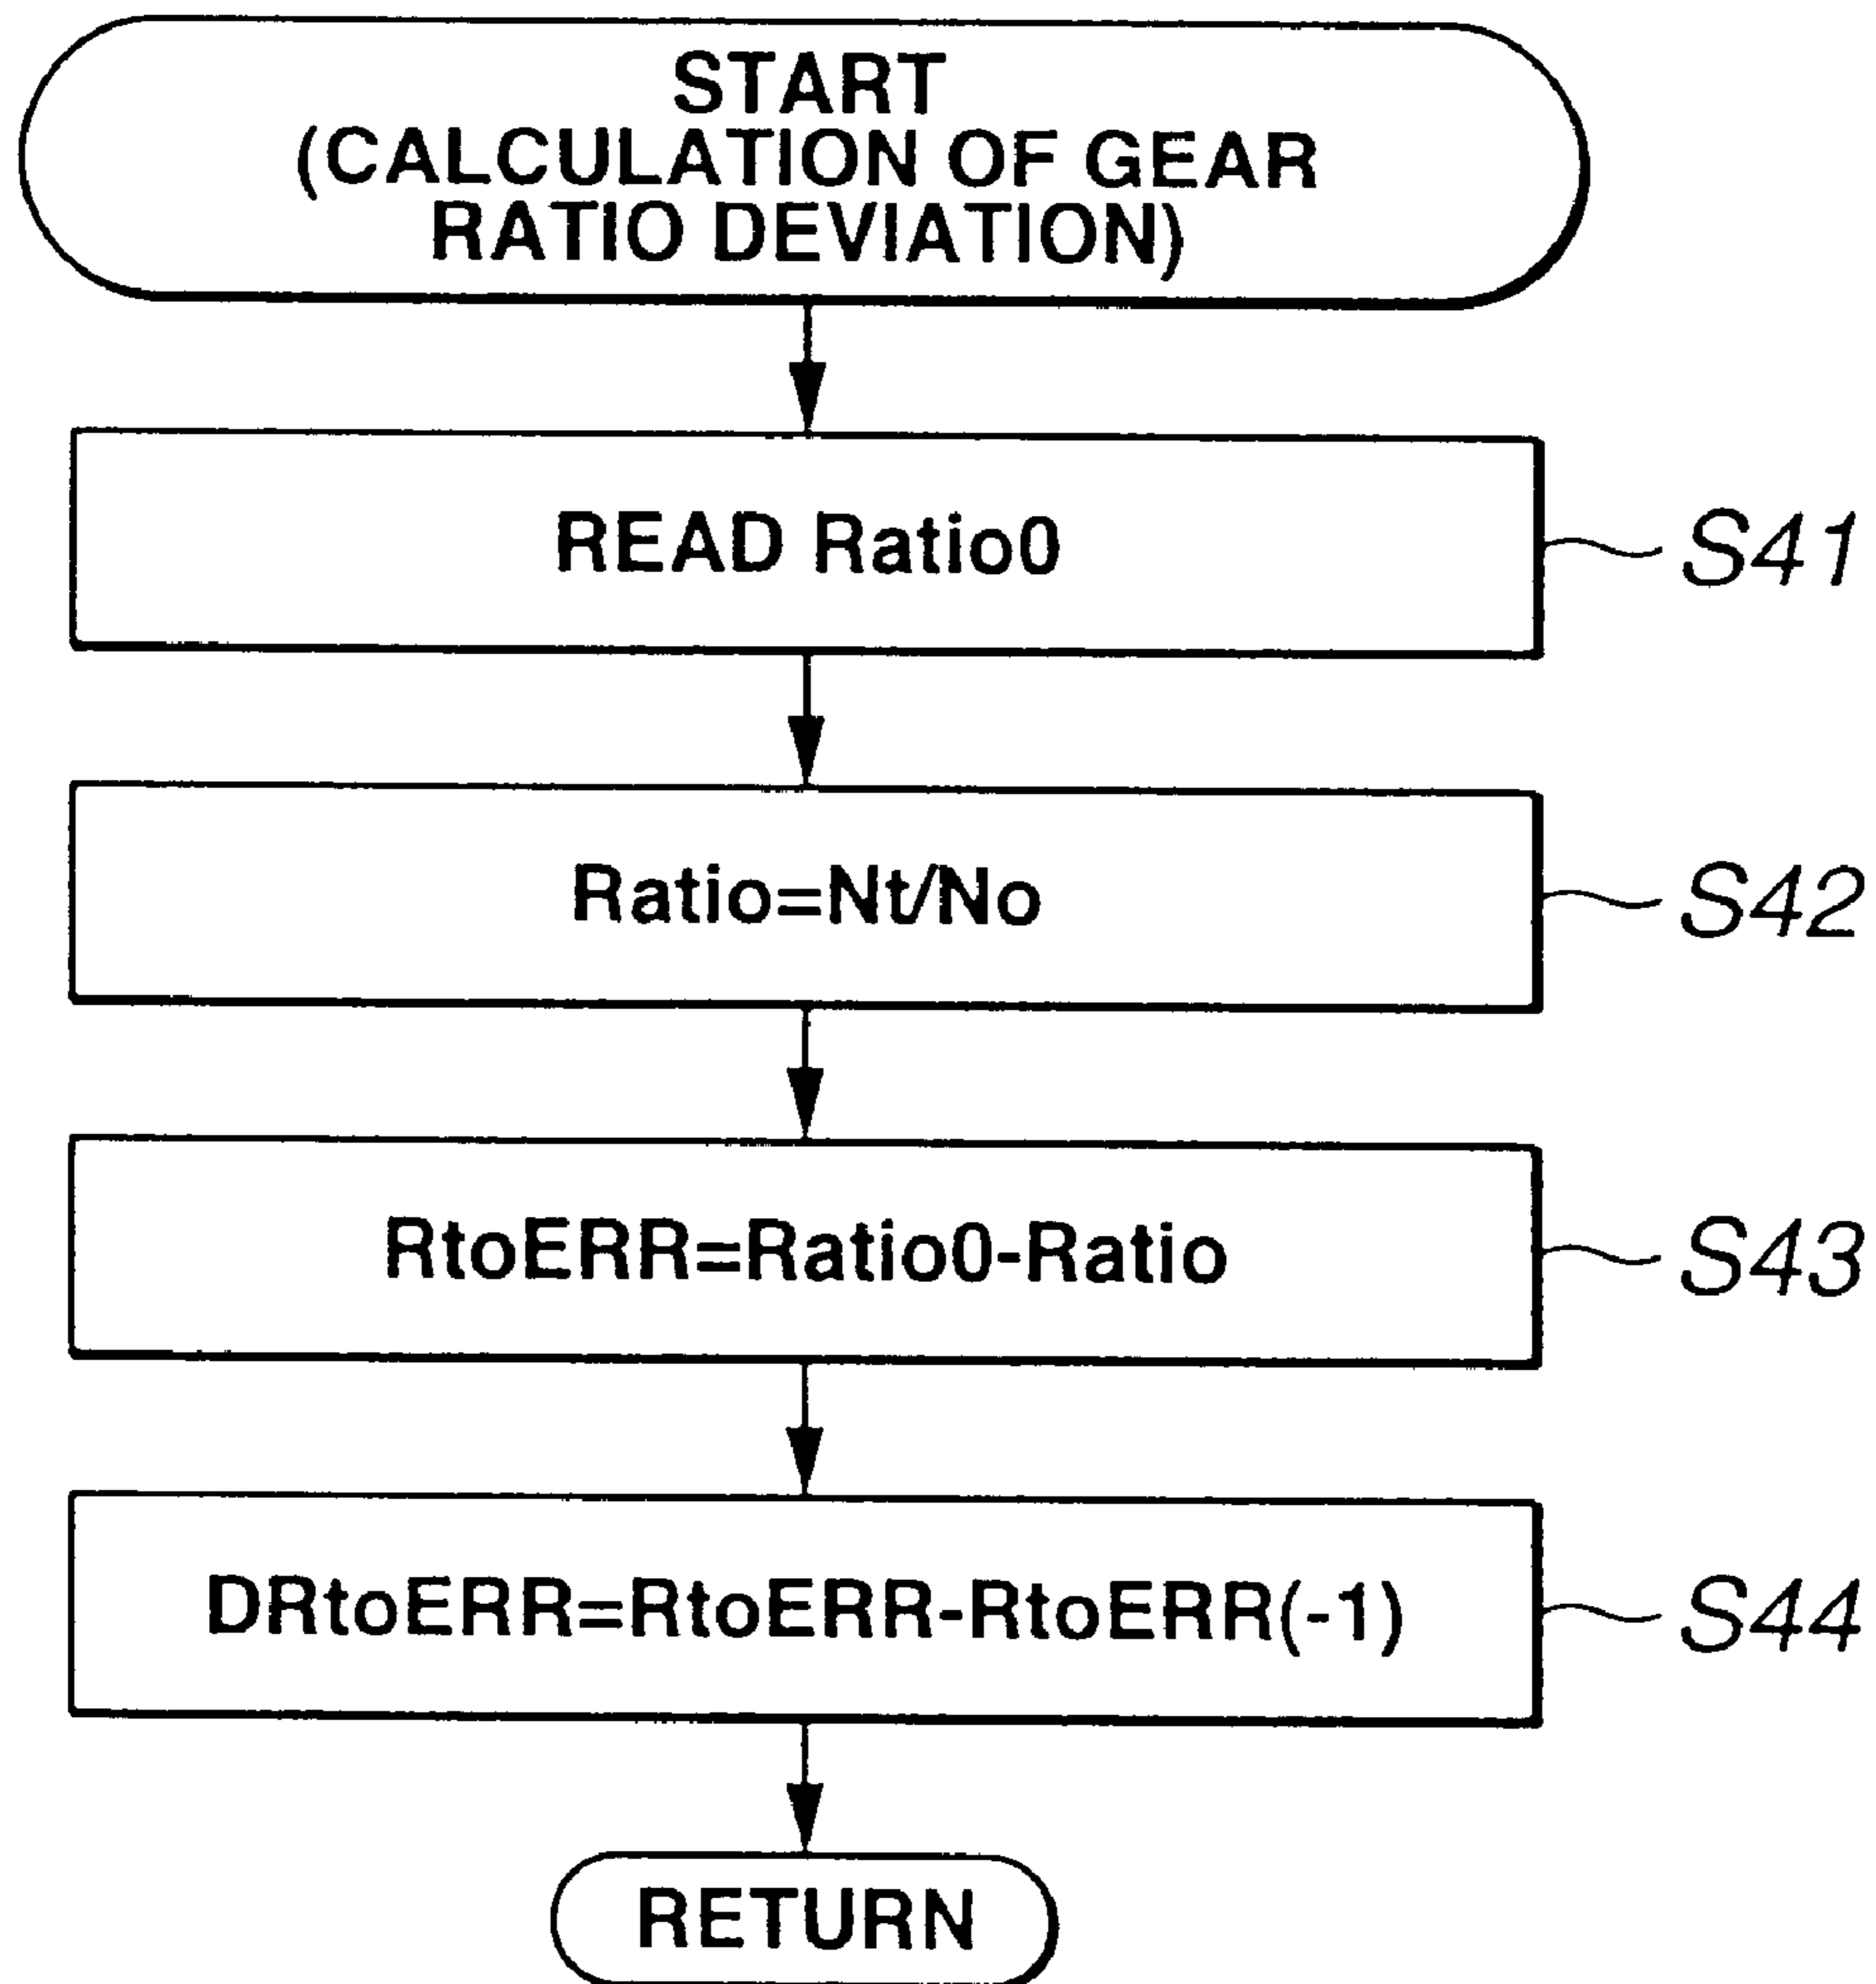 START
(CALCULATION OF GEAR
RATIO DEVIATION)
READ Ratio0
S41
Ratio=Nt/No
S42
RtoERR=Ratio0-Ratio
S43
DRtoERR=RtoERR-RtoERR(-1)
S44
RETURN